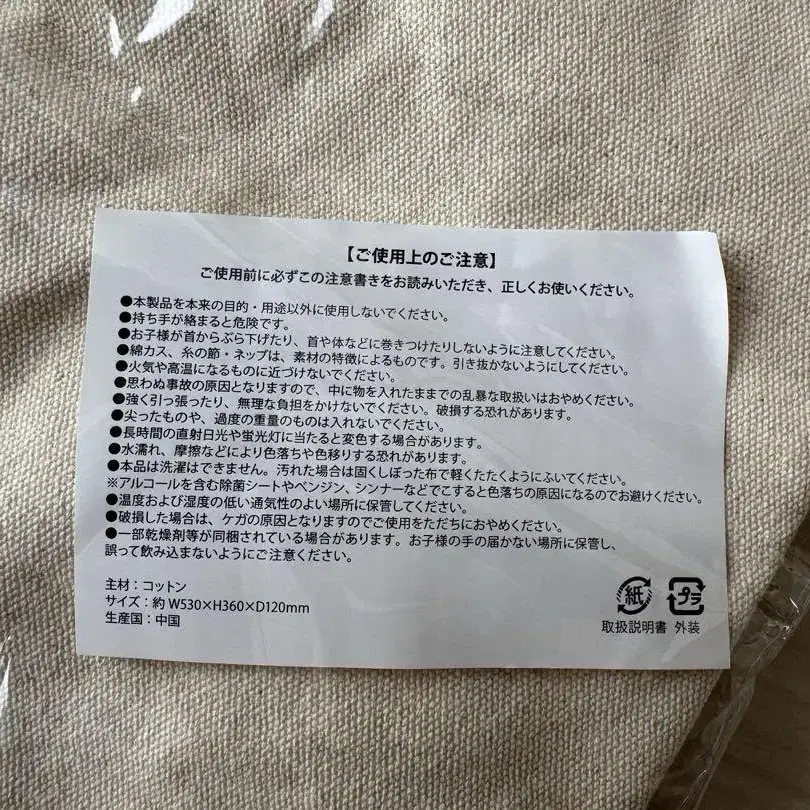 【ご使用上のご注意】
ご使用前に必ずこの注意書きをお読みいただき、正しくお使いください。
●本製品を本来の目的・用途以外に使用しないでください。
●持ち手が絡まると危険です。
●お子様が首からぶら下げたり、首や体などに巻きつけたりしないように注意してください。
●綿カス、糸の節・ネップは、素材の特徴によるものです。引き抜かないようにしてください。
●火気や高温になるものに近づけないでください。
●思わぬ事故の原因となりますので、中に物を入れたままでの乱暴な取扱いはおやめください。
●強く引っ張ったり、無理な負担をかけないでください。破損する恐れがあります。
●尖ったものや、過度の重量のものは入れないでください。
●長時間の直射日光や蛍光灯に当たると変色する場合があります。
●水濡れ、摩擦などにより色落ちや色移りする恐れがあります。
●本品は洗濯はできません。汚れた場合は固くしぼった布で軽くたたくようにふいてください。
※アルコールを含む除菌シートやベンジン、シンナーなどでこすると色落ちの原因になるのでお避けください。
●温度および湿度の低い通気性のよい場所に保管してください。
●破損した場合は、ケガの原因となりますのでご使用をただちにおやめください。
●一部乾燥剤等が同梱されている場合があります。お子様の手の届かない場所に保管し、
誤って飲み込まないようにご注意ください。
主材：コットン
サイズ：約 W530×H360×D120mm
生産国：中国
紙 プラ
取扱説明書 外装